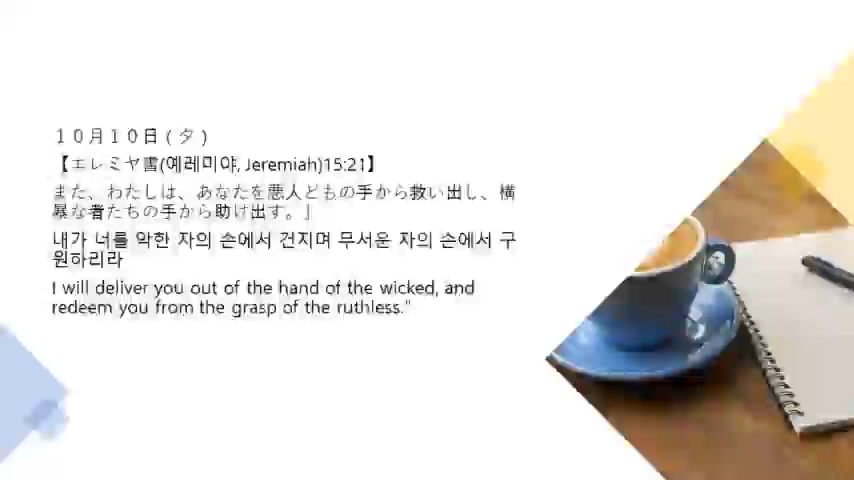 １０月１０日(夕)
【エレミヤ書(예레미야, Jeremiah)15:21】
また、わたしは、あなたを悪人どもの手から救い出し、横
暴な者たちの手から助け出す。」
내가 너를 악한 자의 손에서 건지며 무서운 자의 손에서 구
원하리라
I will deliver you out of the hand of the wicked, and
redeem you from the grasp of the ruthless."